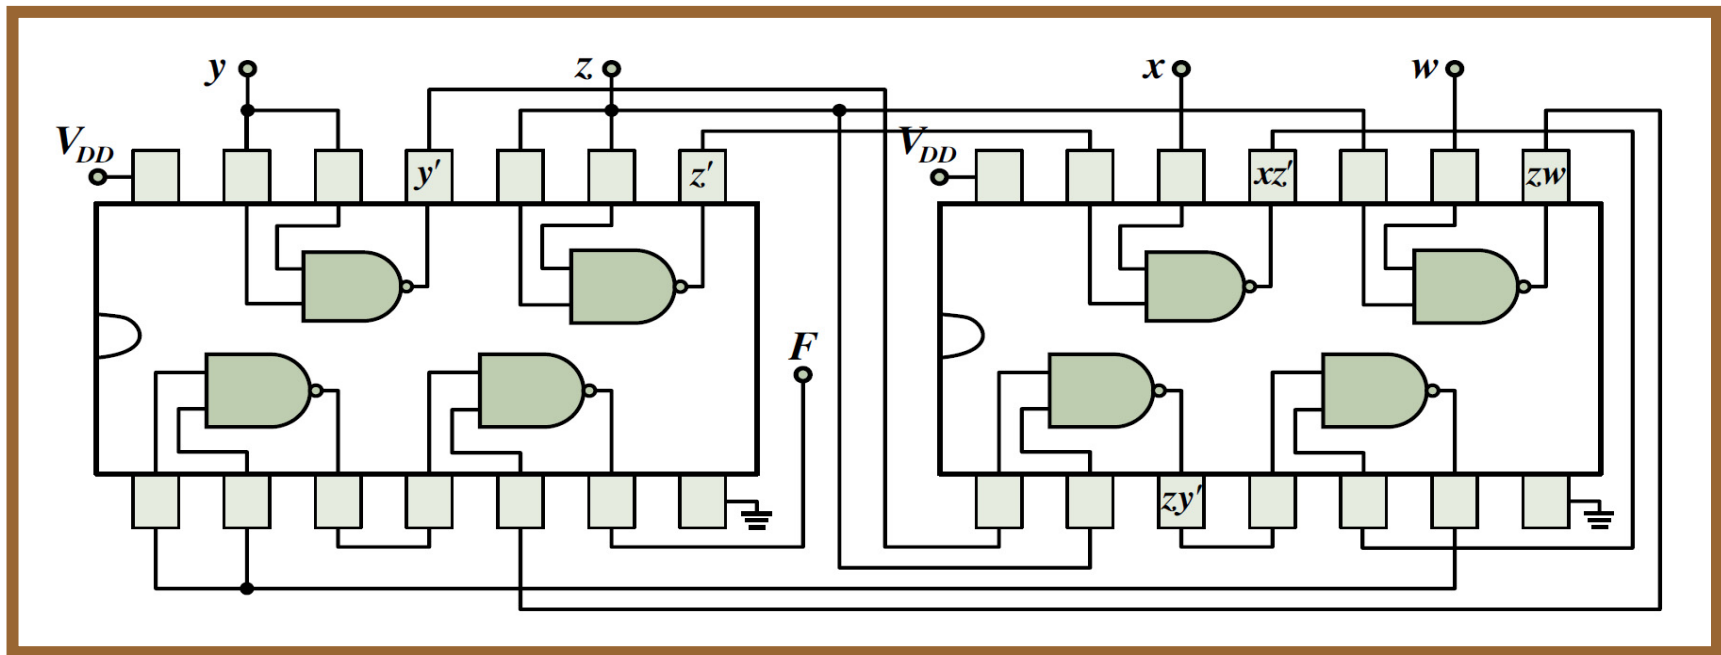 y z x w
V_DD V_DD
y′ z′ xz′ zw
F
zy′